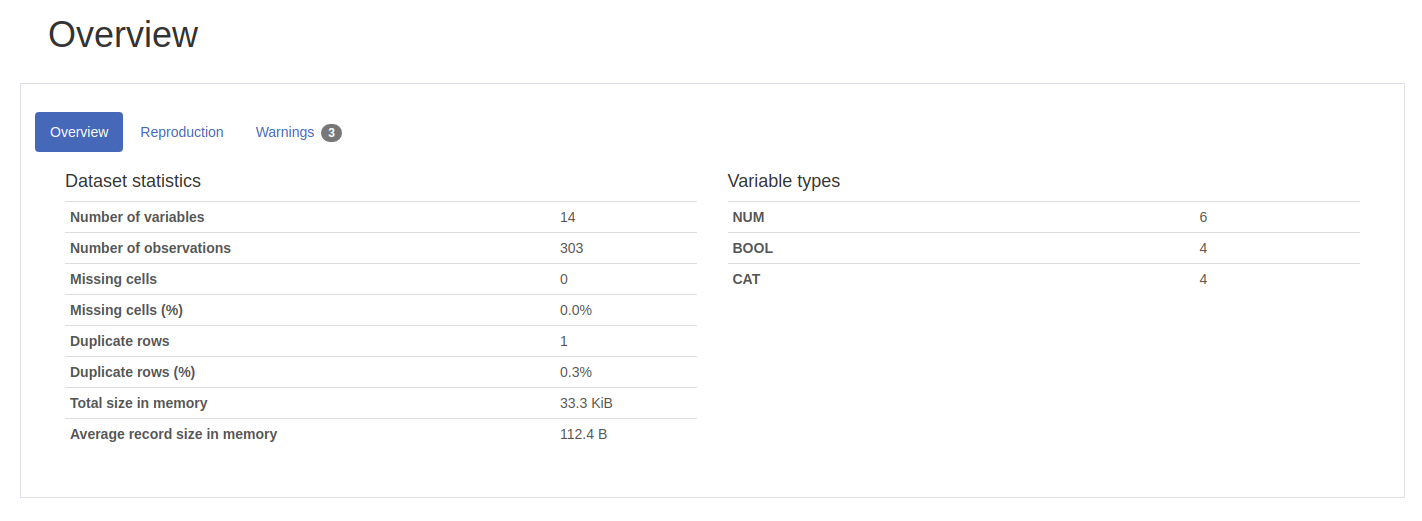 Overview
Overview Reproduction Warnings 3
Dataset statistics
Number of variables 14
Number of observations 303
Missing cells 0
Missing cells (%) 0.0%
Duplicate rows 1
Duplicate rows (%) 0.3%
Total size in memory 33.3 KiB
Average record size in memory 112.4 B
Variable types
NUM 6
BOOL 4
CAT 4